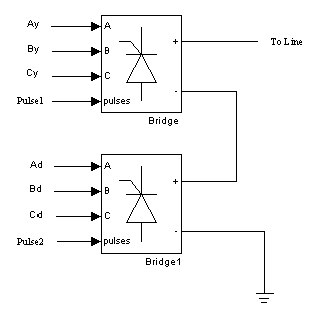 Ay
A
+
To Line
By
B
Cy
C
-
Pulse1
pulses
Bridge
Ad
A
+
Bd
B
Cd
C
-
Pulse2
pulses
Bridge1